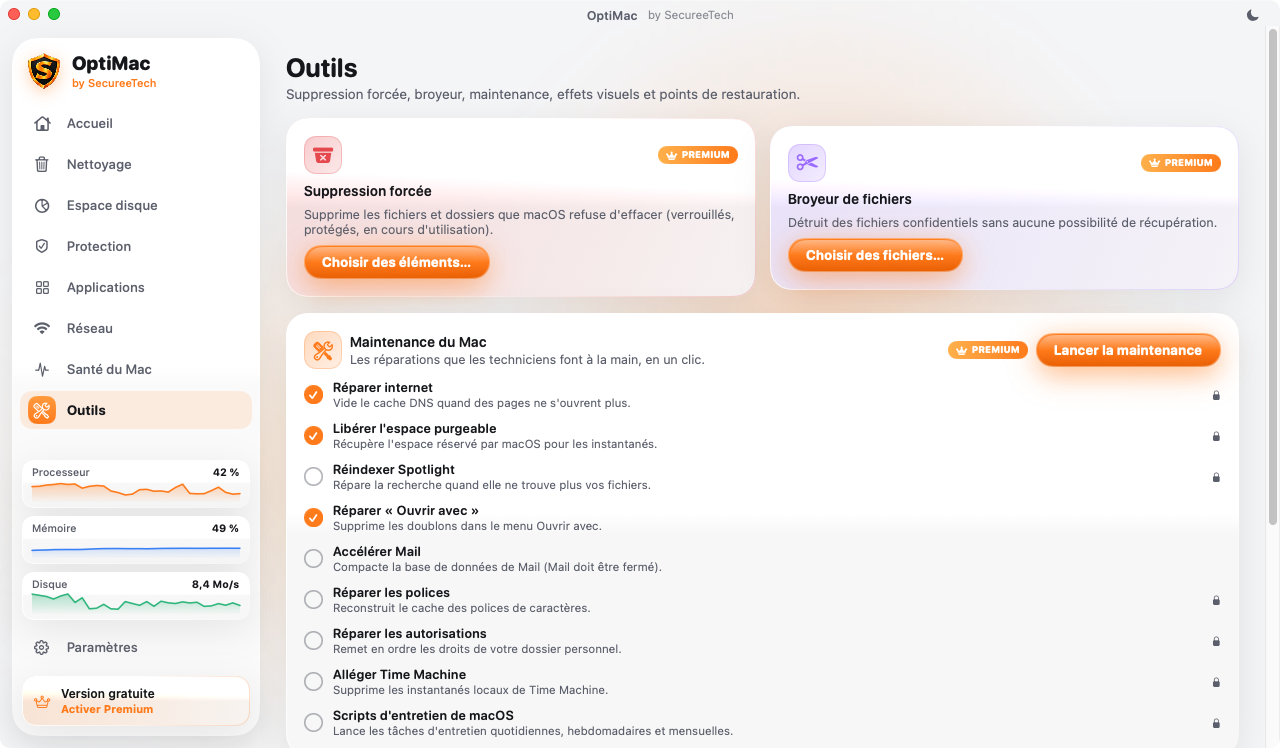 OptiMac by SecureeTech
OptiMac
by SecureeTech
Accueil
Nettoyage
Espace disque
Protection
Applications
Réseau
Santé du Mac
Outils
Processeur 42 %
Mémoire 49 %
Disque 8,4 Mo/s
Paramètres
Version gratuite
Activer Premium
Outils
Suppression forcée, broyeur, maintenance, effets visuels et points de restauration.
PREMIUM
Suppression forcée
Supprime les fichiers et dossiers que macOS refuse d'effacer (verrouillés,
protégés, en cours d'utilisation).
Choisir des éléments...
PREMIUM
Broyeur de fichiers
Détruit des fichiers confidentiels sans aucune possibilité de récupération.
Choisir des fichiers...
Maintenance du Mac
Les réparations que les techniciens font à la main, en un clic.
PREMIUM
Lancer la maintenance
Réparer internet
Vide le cache DNS quand des pages ne s'ouvrent plus.
Libérer l'espace purgeable
Récupère l'espace réservé par macOS pour les instantanés.
Réindexer Spotlight
Répare la recherche quand elle ne trouve plus vos fichiers.
Réparer « Ouvrir avec »
Supprime les doublons dans le menu Ouvrir avec.
Accélérer Mail
Compacte la base de données de Mail (Mail doit être fermé).
Réparer les polices
Reconstruit le cache des polices de caractères.
Réparer les autorisations
Remet en ordre les droits de votre dossier personnel.
Alléger Time Machine
Supprime les instantanés locaux de Time Machine.
Scripts d'entretien de macOS
Lance les tâches d'entretien quotidiennes, hebdomadaires et mensuelles.